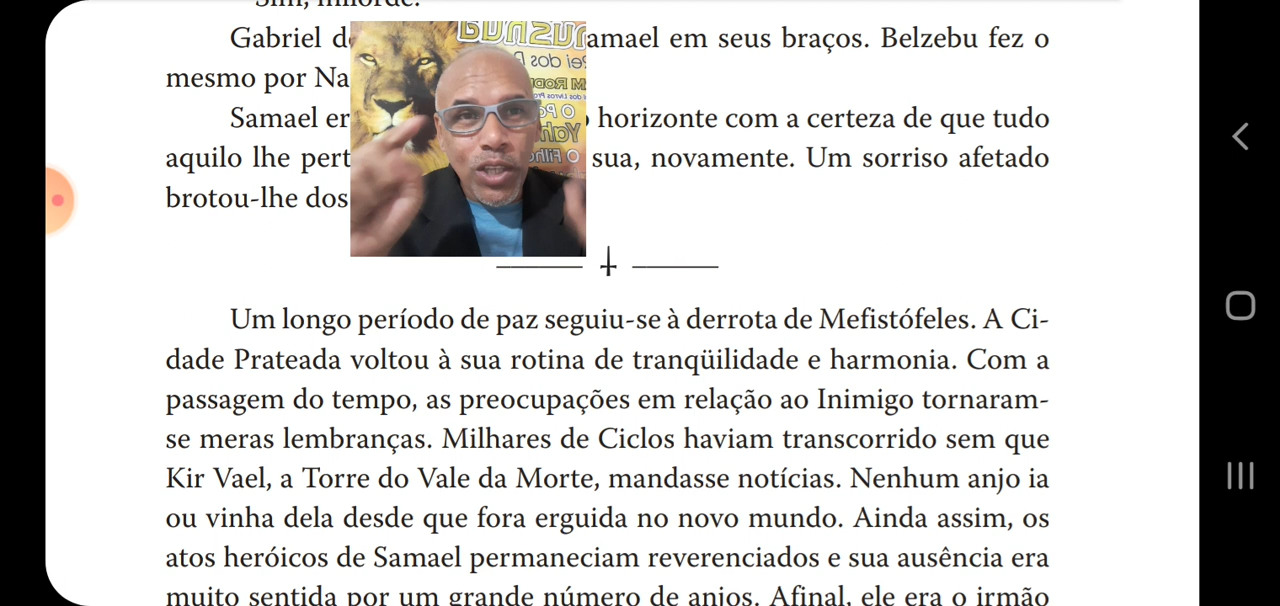 Sim, milorde.
Gabriel d amael em seus braços. Belzebu fez o
mesmo por Na
Samael er horizonte com a certeza de que tudo
aquilo lhe pert sua, novamente. Um sorriso afetado
brotou-lhe dos
Um longo período de paz seguiu-se à derrota de Mefistófeles. A Ci-
dade Prateada voltou à sua rotina de tranqüilidade e harmonia. Com a
passagem do tempo, as preocupações em relação ao Inimigo tornaram-
se meras lembranças. Milhares de Ciclos haviam transcorrido sem que
Kir Vael, a Torre do Vale da Morte, mandasse notícias. Nenhum anjo ia
ou vinha dela desde que fora erguida no novo mundo. Ainda assim, os
atos heróicos de Samael permaneciam reverenciados e sua ausência era
muito sentida por um grande número de anjos. Afinal, ele era o irmão